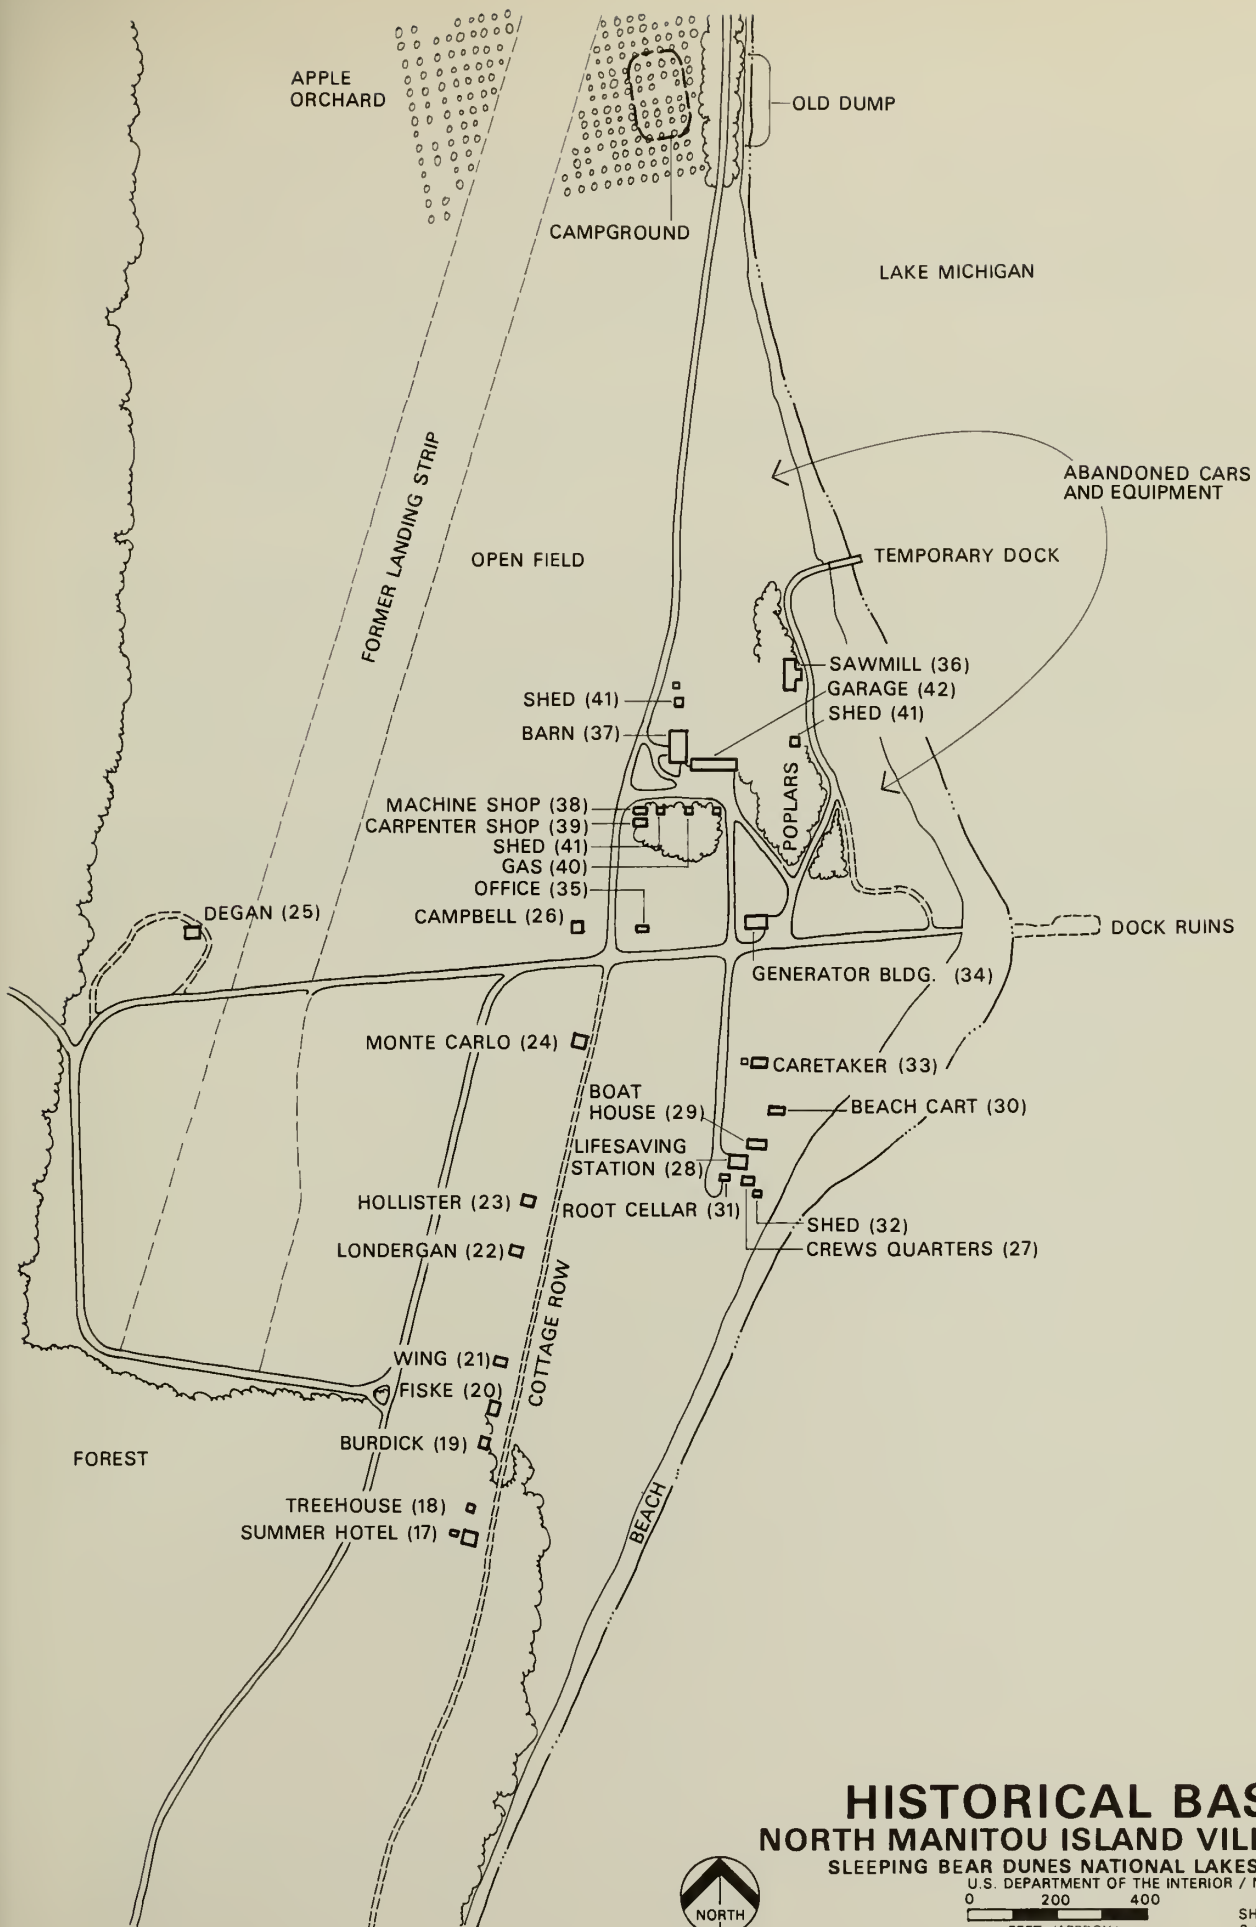 APPLE
ORCHARD
OLD DUMP
CAMPGROUND
LAKE MICHIGAN
FORMER LANDING STRIP
ABANDONED CARS
AND EQUIPMENT
OPEN FIELD
TEMPORARY DOCK
SAWMILL (36)
GARAGE (42)
SHED (41)
SHED (41)
BARN (37)
POPLARS
MACHINE SHOP (38)
CARPENTER SHOP (39)
SHED (41)
GAS (40)
OFFICE (35)
CAMPBELL (26)
DEGAN (25)
DOCK RUINS
GENERATOR BLDG. (34)
MONTE CARLO (24)
CARETAKER (33)
BOAT
HOUSE (29)
BEACH CART (30)
LIFESAVING
STATION (28)
HOLLISTER (23)
ROOT CELLAR (31)
SHED (32)
CREWS QUARTERS (27)
LONDERGAN (22)
COTTAGE ROW
WING (21)
FISKE (20)
BURDICK (19)
FOREST
TREEHOUSE (18)
SUMMER HOTEL (17)
BEACH
HISTORICAL BAS
NORTH MANITOU ISLAND VILL
SLEEPING BEAR DUNES NATIONAL LAKES
U.S. DEPARTMENT OF THE INTERIOR / N
0 200 400
SH
NORTH